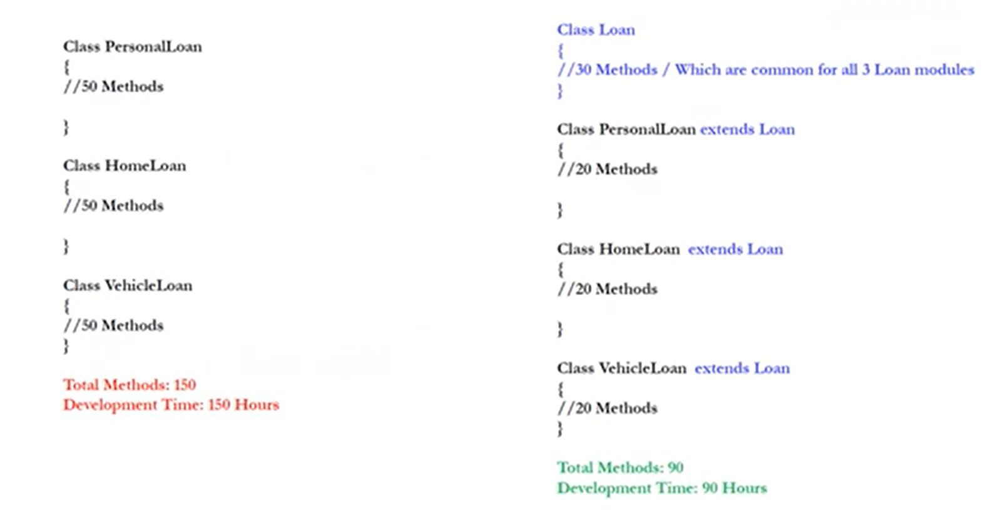 Class PersonalLoan
{
//50 Methods
}
Class HomeLoan
{
//50 Methods
}
Class VehicleLoan
{
//50 Methods
}
Total Methods: 150
Development Time: 150 Hours
Class Loan
{
//30 Methods / Which are common for all 3 Loan modules
}
Class PersonalLoan extends Loan
{
//20 Methods
}
Class HomeLoan extends Loan
{
//20 Methods
}
Class VehicleLoan extends Loan
{
//20 Methods
}
Total Methods: 90
Development Time: 90 Hours